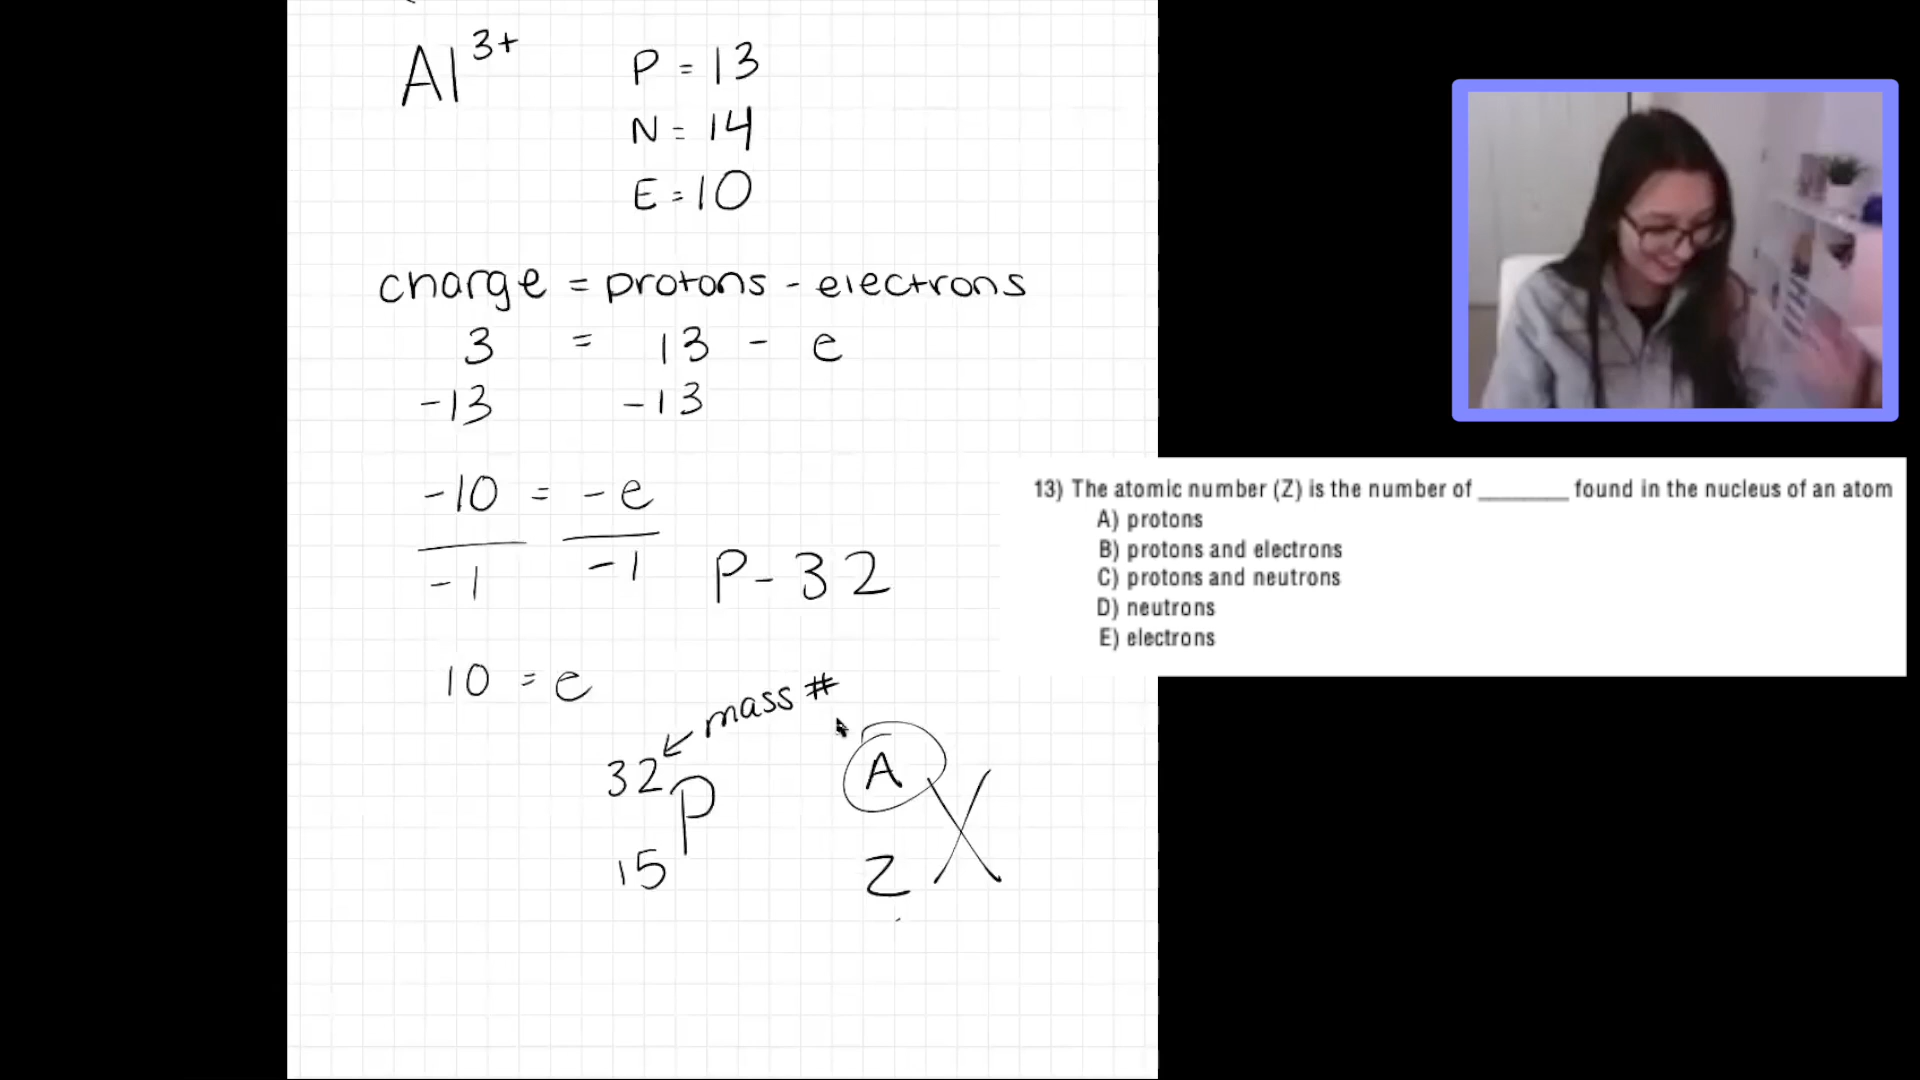 Al³⁺
P = 13
N = 14
E = 10
charge = protons - electrons
3 = 13 - e
-13 -13
-10 = -e
-1 -1
P-32
10 = e
mass #
32
P
15
A
X
Z
13) The atomic number (Z) is the number of ________ found in the nucleus of an atom
A) protons
B) protons and electrons
C) protons and neutrons
D) neutrons
E) electrons